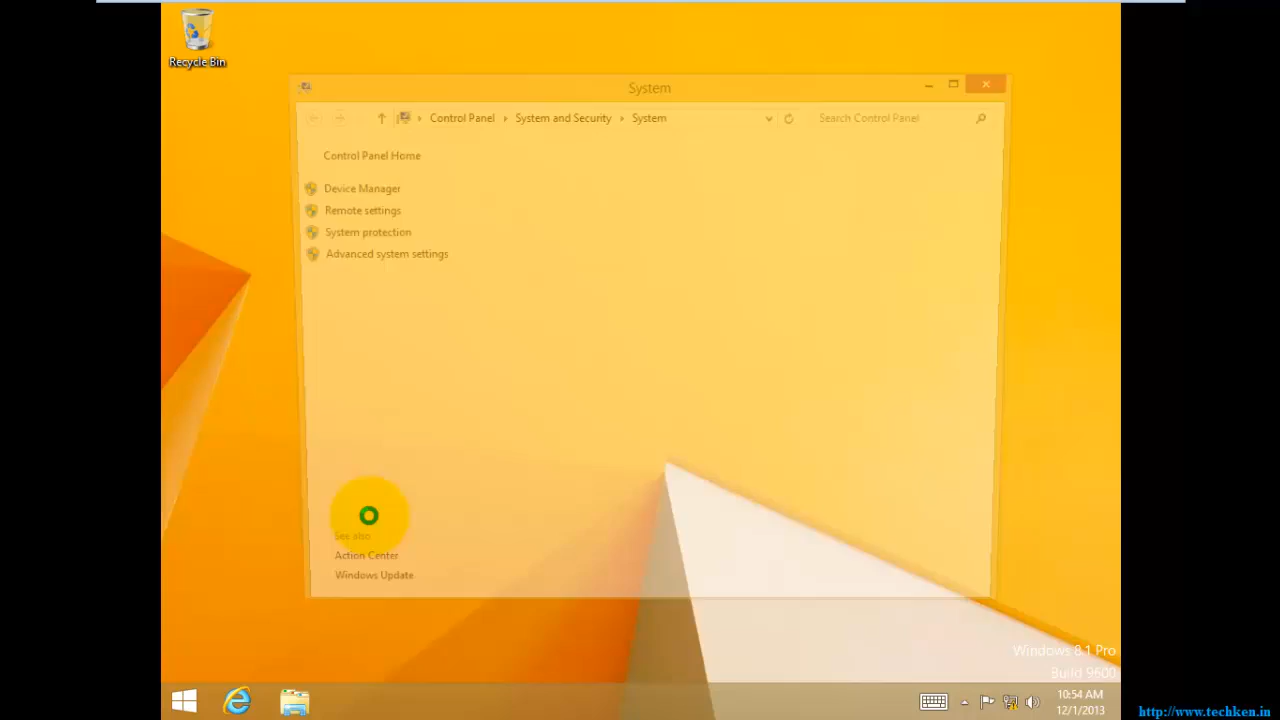 Recycle Bin
System
Control Panel System and Security System
Search Control Panel
Control Panel Home
Device Manager
Remote settings
System protection
Advanced system settings
See also
Action Center
Windows Update
Windows 8.1 Pro
Build 9600
10:54 AM
12/1/2013
http://www.techken.in